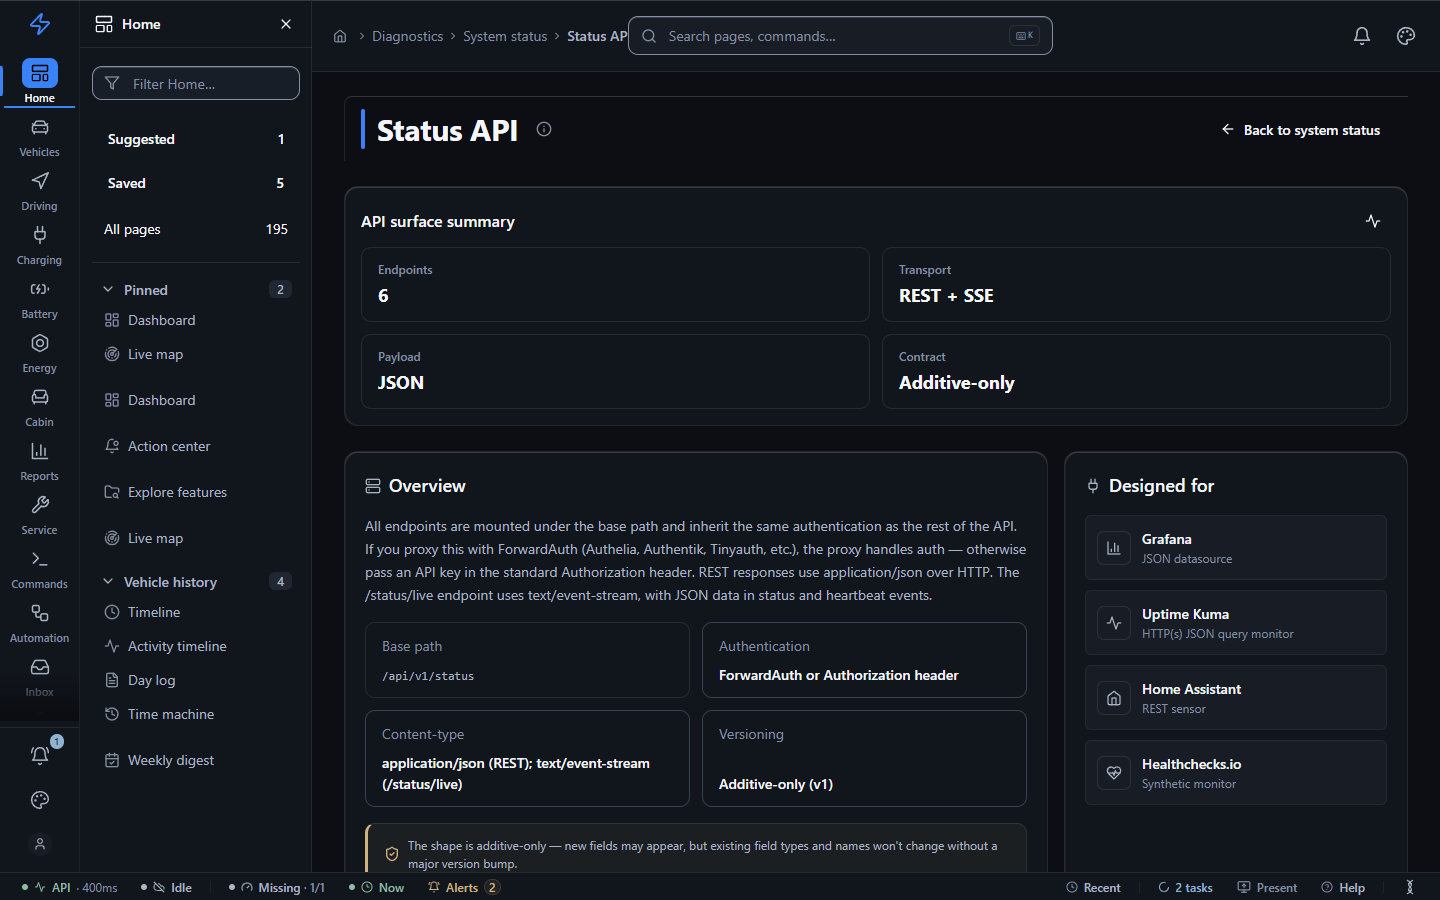 Home
Vehicles
Driving
Charging
Battery
Energy
Cabin
Reports
Service
Commands
Automation
Inbox
1
Home
Filter Home...
Suggested 1
Saved 5
All pages 195
Pinned 2
Dashboard
Live map
Dashboard
Action center
Explore features
Live map
Vehicle history 4
Timeline
Activity timeline
Day log
Time machine
Weekly digest
Diagnostics System status Status AP
Search pages, commands... K
Status API
Back to system status
API surface summary
Endpoints
6
Transport
REST + SSE
Payload
JSON
Contract
Additive-only
Overview
All endpoints are mounted under the base path and inherit the same authentication as the rest of the API.
If you proxy this with ForwardAuth (Authelia, Authentik, Tinyauth, etc.), the proxy handles auth — otherwise
pass an API key in the standard Authorization header. REST responses use application/json over HTTP. The
/status/live endpoint uses text/event-stream, with JSON data in status and heartbeat events.
Base path
/api/v1/status
Authentication
ForwardAuth or Authorization header
Content-type
application/json (REST); text/event-stream
(/status/live)
Versioning
Additive-only (v1)
The shape is additive-only — new fields may appear, but existing field types and names won't change without a
major version bump.
Designed for
Grafana
JSON datasource
Uptime Kuma
HTTP(s) JSON query monitor
Home Assistant
REST sensor
Healthchecks.io
Synthetic monitor
API · 400ms Idle Missing · 1/1 Now Alerts 2 Recent 2 tasks Present Help